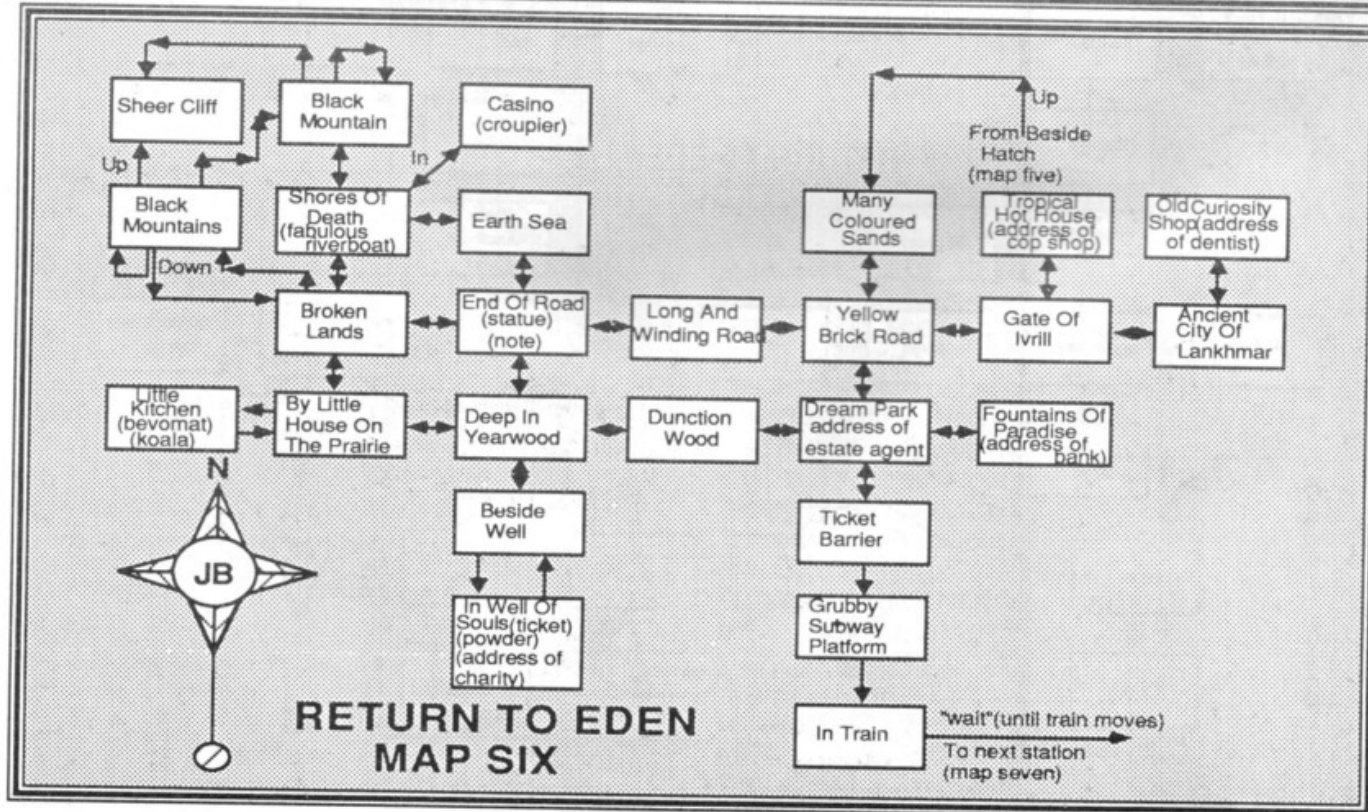 Sheer Cliff
Black
Mountain
Casino
(croupier)
Up
From Beside
Hatch
(map five)
In
Up
Black
Mountains
Shores Of
Death
(fabulous
riverboat)
Earth Sea
Many
Coloured
Sands
Tropical
Hot House
(address of
cop shop)
Old Curiosity
Shop(address
of dentist)
Down
Broken
Lands
End Of Road
(statue)
(note)
Long And
Winding Road
Yellow
Brick Road
Gate Of
Ivrill
Ancient
City Of
Lankhmar
Little
Kitchen
(bevomat)
(koala)
By Little
House On
The Prairie
Deep In
Yearwood
Dunction
Wood
Dream Park
address of
estate agent
Fountains Of
Paradise
(address of
bank)
N
JB
Beside
Well
Ticket
Barrier
In Well Of
Souls(ticket)
(powder)
(address of
charity)
Grubby
Subway
Platform
In Train
"wait"(until train moves)
To next station
(map seven)
RETURN TO EDEN
MAP SIX